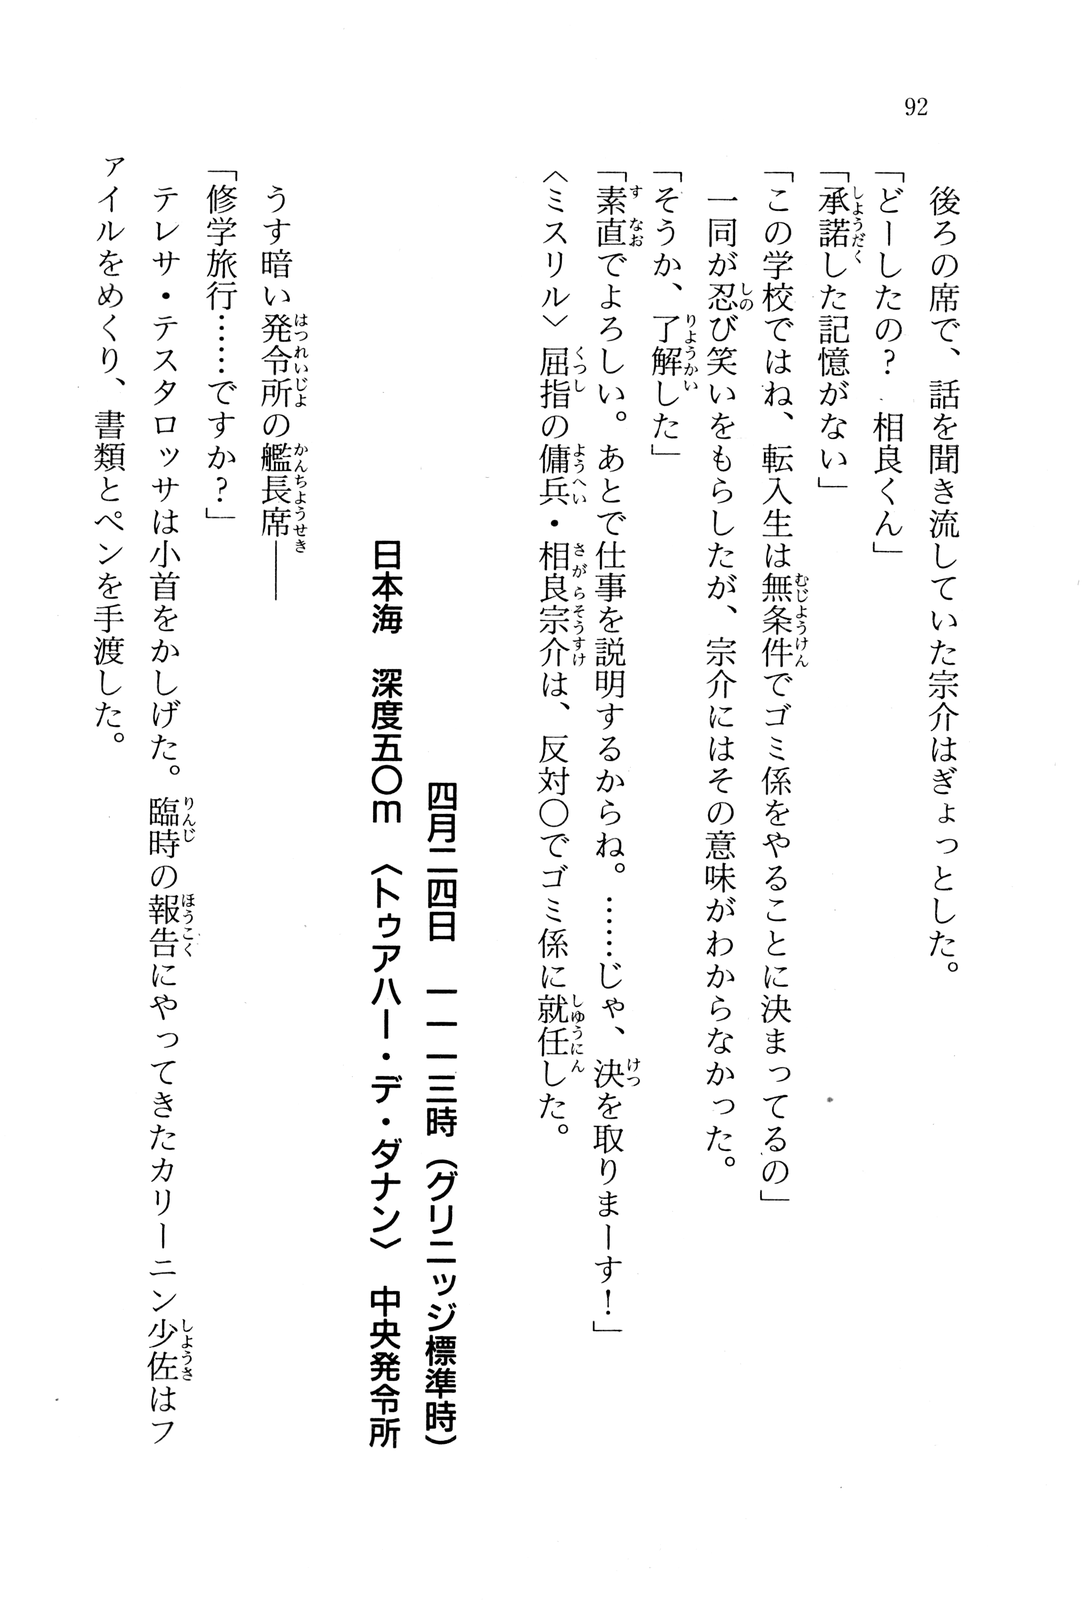 92
後ろの席で、話を聞き流していた宗介はぎょっとした。
「どーしたの? 相良くん」
「承諾した記憶がない」
「この学校ではね、転入生は無条件でゴミ係をやることに決まってるの」
一同が忍び笑いをもらしたが、宗介にはその意味がわからなかった。
「そうか、了解した」
「素直でよろしい。あとで仕事を説明するからね。……じゃ、決を取りまーす!」
〈ミスリル〉屈指の傭兵・相良宗介は、反対〇でゴミ係に就任した。
四月二四日 一一一三時(グリニッジ標準時)
日本海 深度五〇m 〈トゥアハー・デ・ダナン〉 中央発令所
うす暗い発令所の艦長席――
「修学旅行……ですか?」
テレサ・テスタロッサは小首をかしげた。臨時の報告にやってきたカリーニン少佐はフ
ァイルをめくり、書類とペンを手渡した。